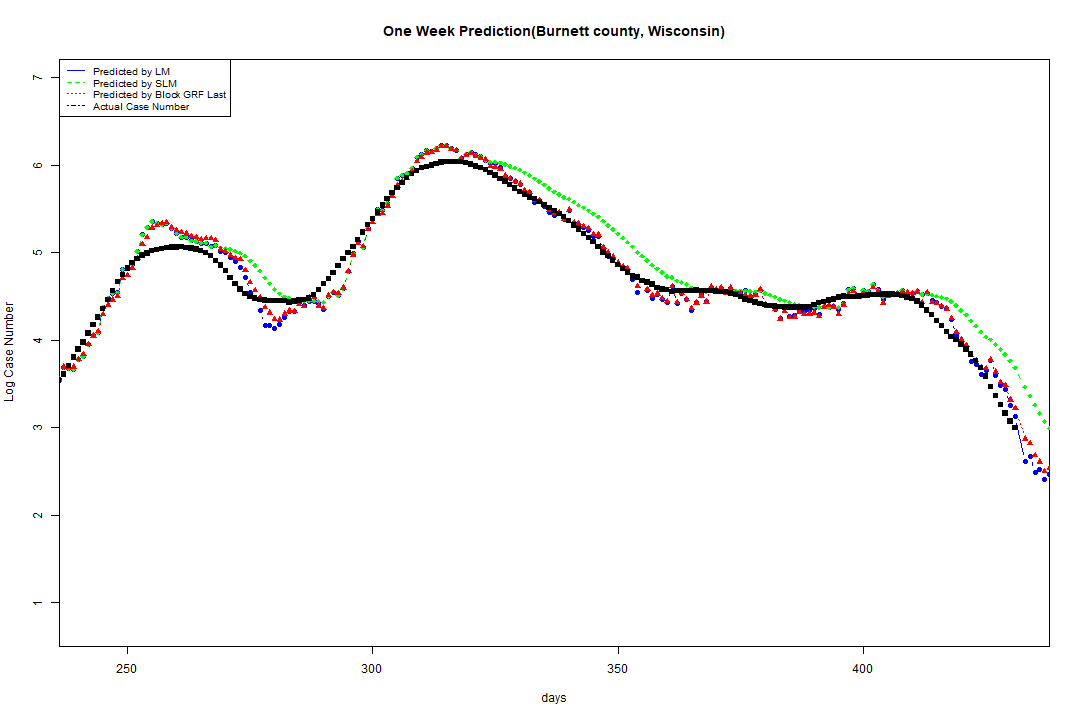 One Week Prediction(Burnett county, Wisconsin)
Predicted by LM
Predicted by SLM
Predicted by Block GRF Last
Actual Case Number
7
6
5
4
3
2
1
Log Case Number
250 300 350 400
days